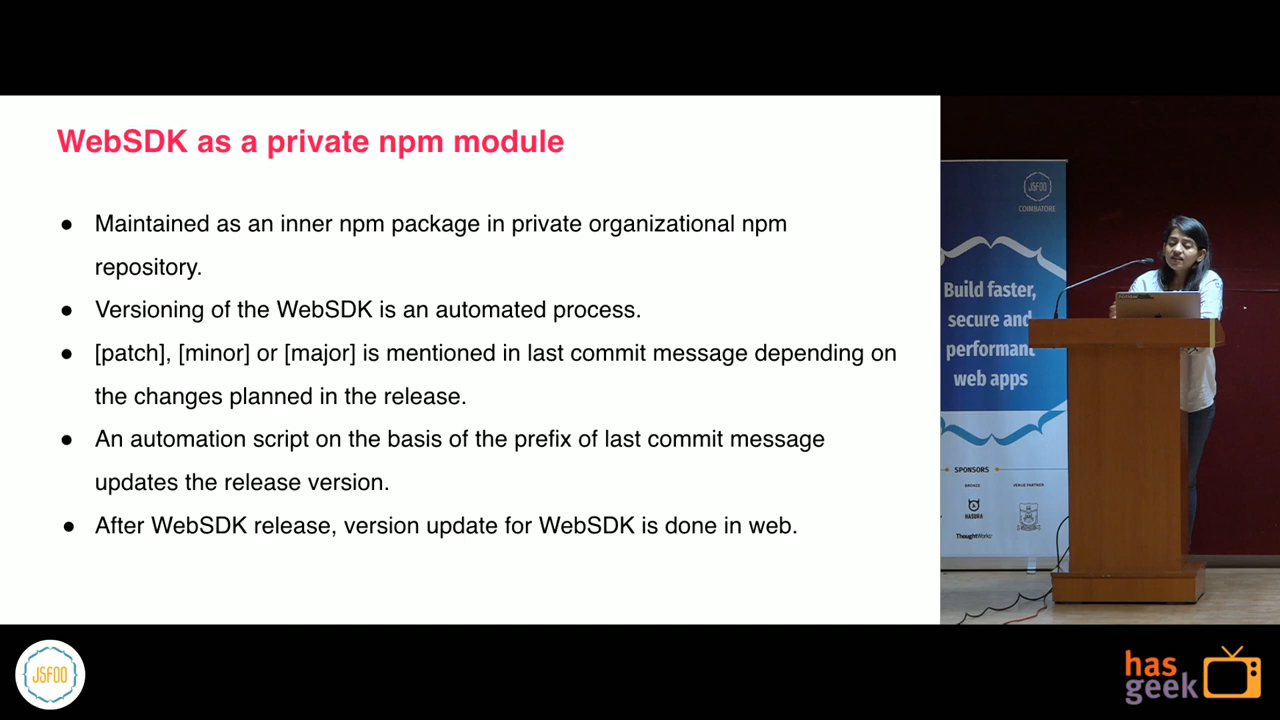 WebSDK as a private npm module
● Maintained as an inner npm package in private organizational npm
repository.
● Versioning of the WebSDK is an automated process.
● [patch], [minor] or [major] is mentioned in last commit message depending on
the changes planned in the release.
● An automation script on the basis of the prefix of last commit message
updates the release version.
● After WebSDK release, version update for WebSDK is done in web.
JSFOO
COIMBATORE
Build faster,
secure and
performant
web apps
SPONSORS
BRONZE
VENUE PARTNER
HASURA
ThoughtWorks
JSFOO
has
geek